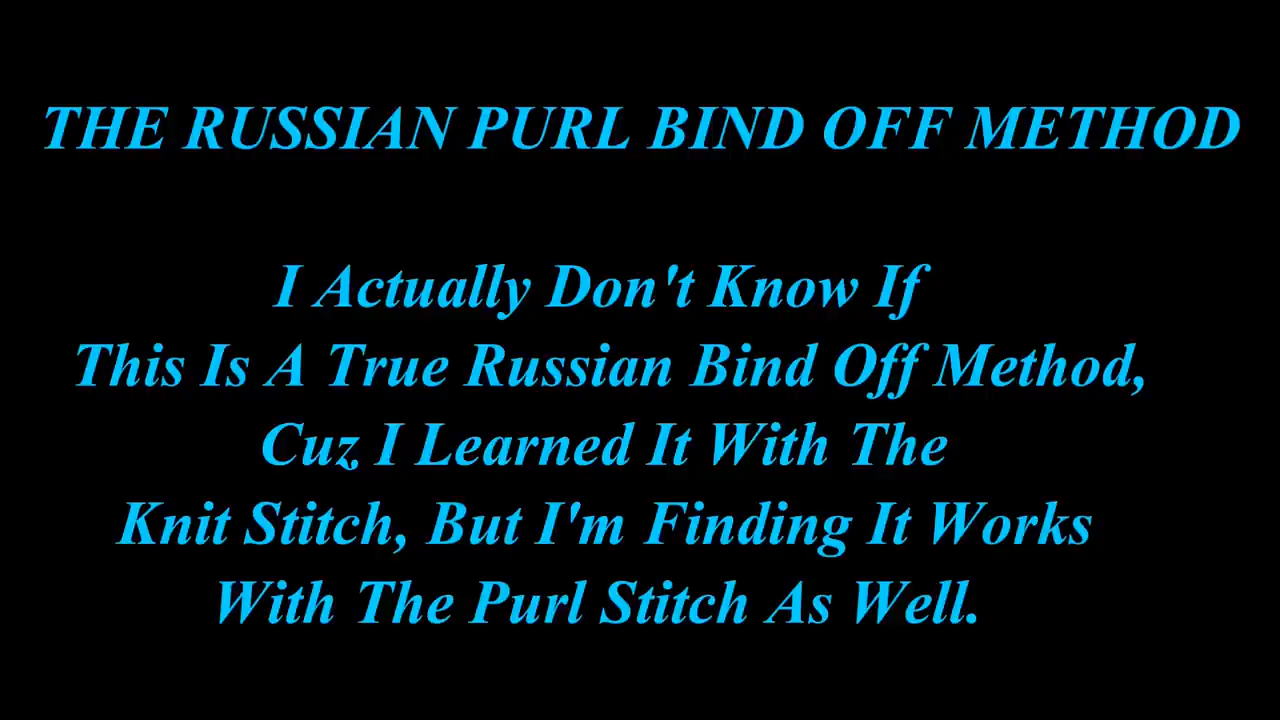 THE RUSSIAN PURL BIND OFF METHOD
I Actually Don't Know If
This Is A True Russian Bind Off Method,
Cuz I Learned It With The
Knit Stitch, But I'm Finding It Works
With The Purl Stitch As Well.